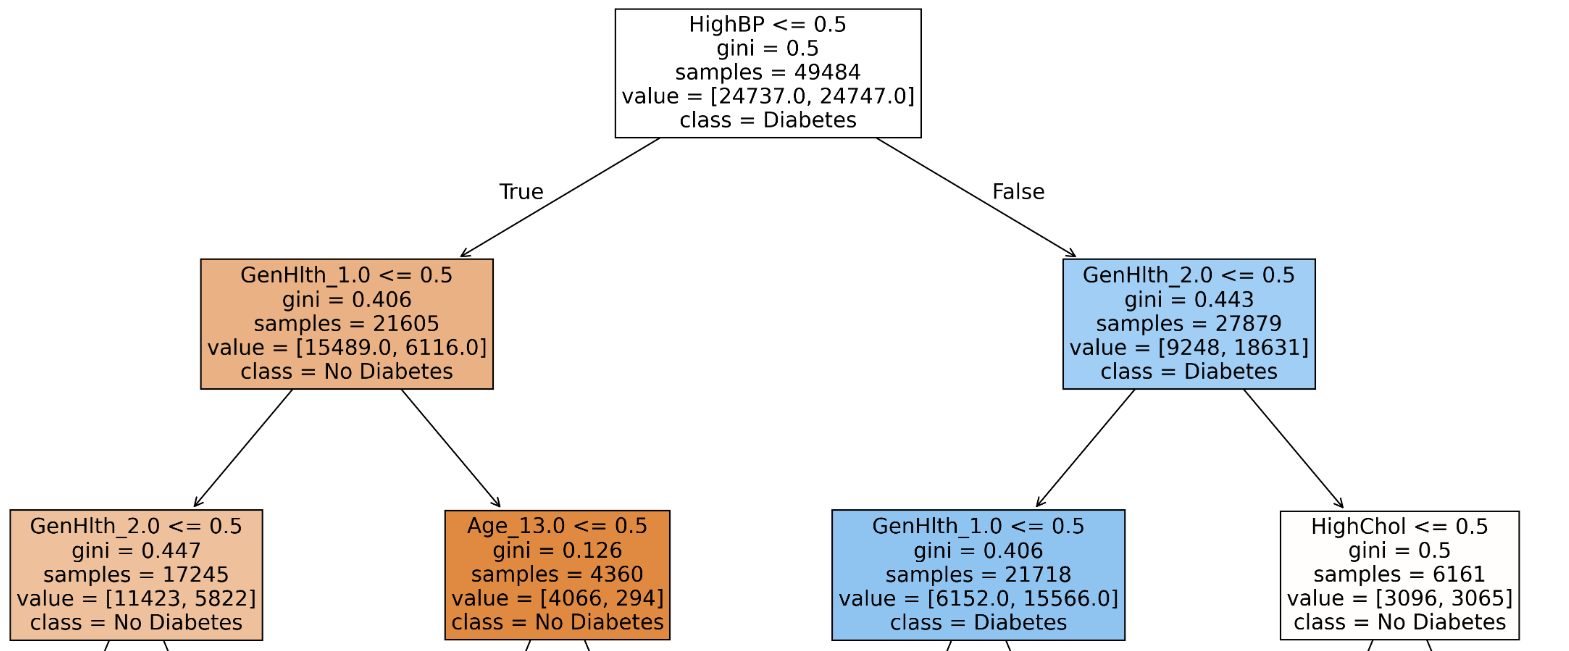 HighBP <= 0.5
gini = 0.5
samples = 49484
value = [24737.0, 24747.0]
class = Diabetes
True
False
GenHlth_1.0 <= 0.5
gini = 0.406
samples = 21605
value = [15489.0, 6116.0]
class = No Diabetes
GenHlth_2.0 <= 0.5
gini = 0.443
samples = 27879
value = [9248, 18631]
class = Diabetes
GenHlth_2.0 <= 0.5
gini = 0.447
samples = 17245
value = [11423, 5822]
class = No Diabetes
Age_13.0 <= 0.5
gini = 0.126
samples = 4360
value = [4066, 294]
class = No Diabetes
GenHlth_1.0 <= 0.5
gini = 0.406
samples = 21718
value = [6152.0, 15566.0]
class = Diabetes
HighChol <= 0.5
gini = 0.5
samples = 6161
value = [3096, 3065]
class = No Diabetes